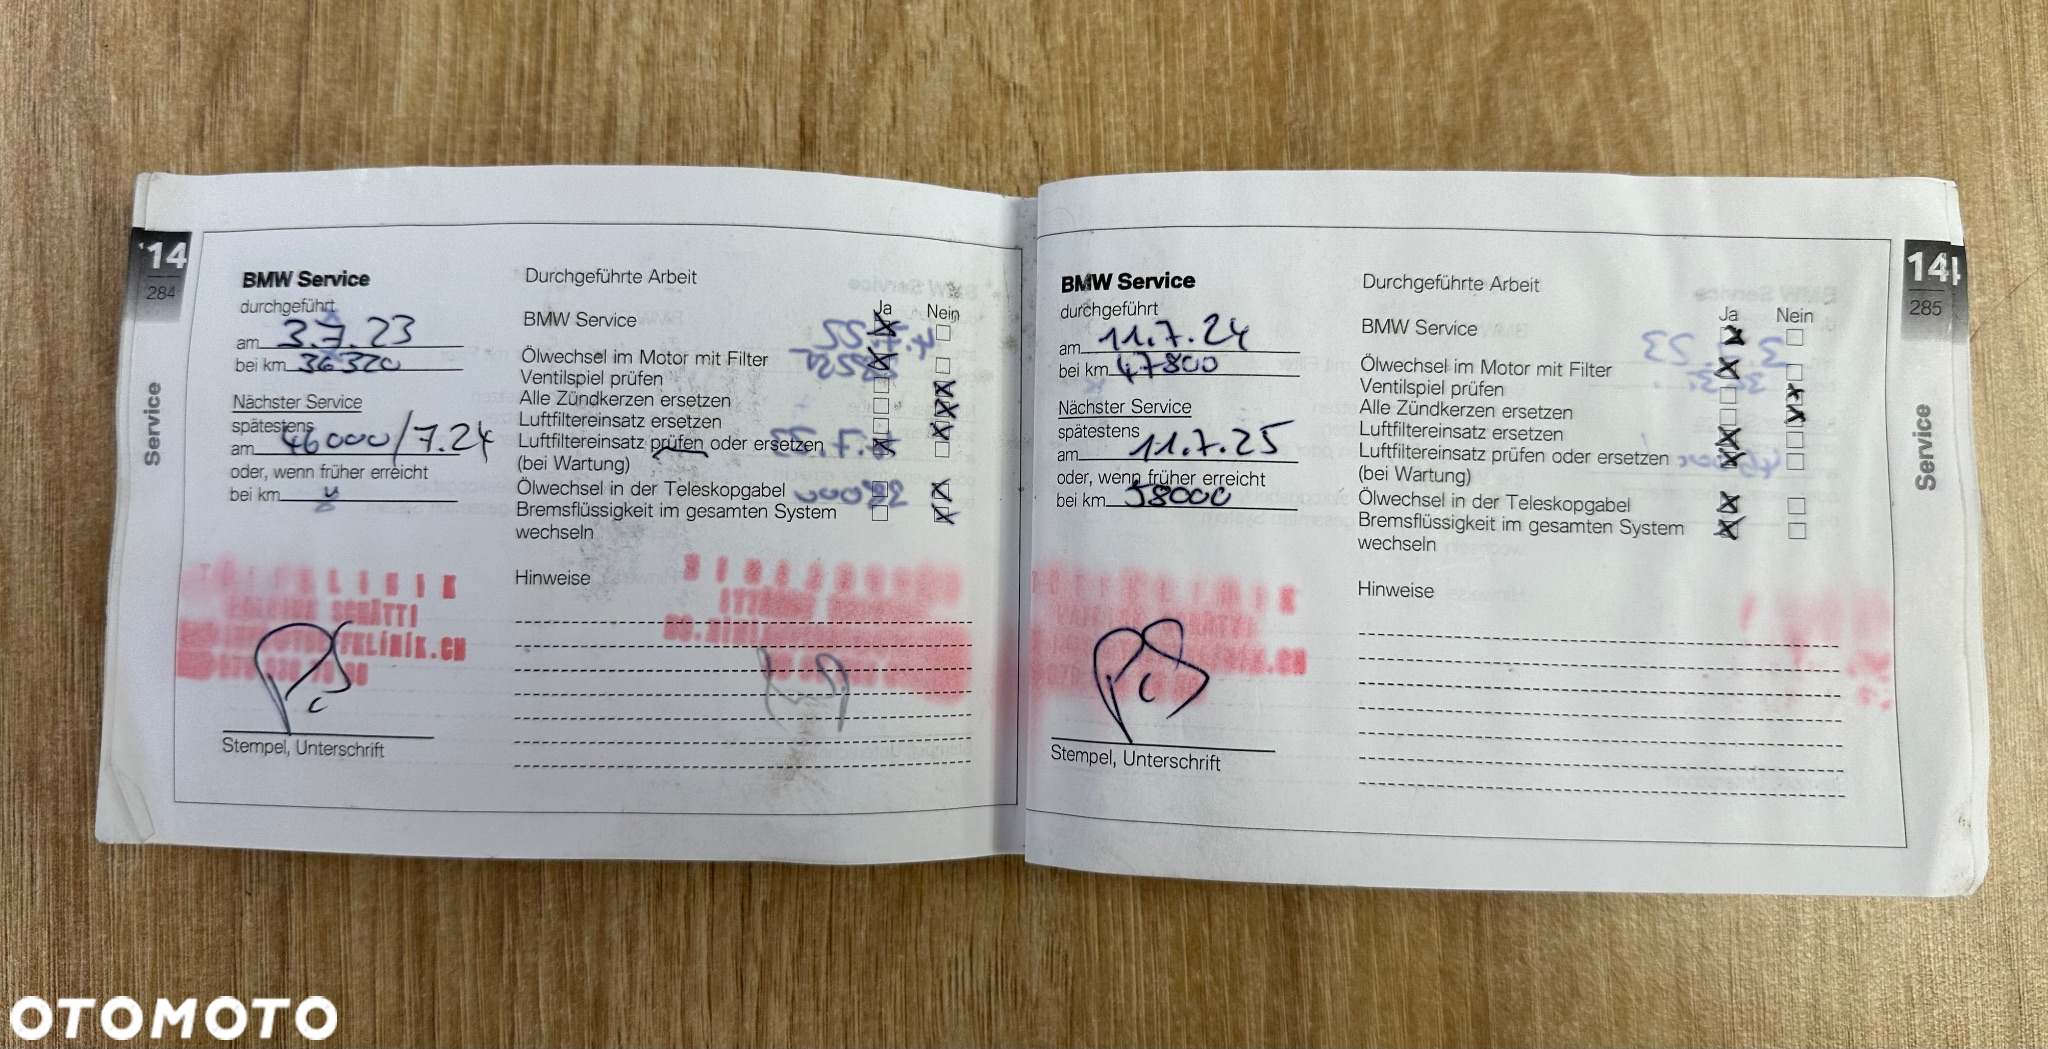 14
284
Service
BMW Service
durchgeführt
am 3.7.23
bei km 36320
Nächster Service
spätestens
am 46000/7.24
oder, wenn früher erreicht
bei km
KLINIK
SCHÄTTI
KLINIK.CH
Stempel, Unterschrift
Durchgeführte Arbeit
Ja Nein
BMW Service
Ölwechsel im Motor mit Filter
Ventilspiel prüfen
Alle Zündkerzen ersetzen
Luftfiltereinsatz ersetzen
Luftfiltereinsatz prüfen oder ersetzen
(bei Wartung)
Ölwechsel in der Teleskopgabel
Bremsflüssigkeit im gesamten System
wechseln
Hinweise
BMW Service
durchgeführt
am 11.7.24
bei km 47800
Nächster Service
spätestens
am 11.7.25
oder, wenn früher erreicht
bei km 58000
Stempel, Unterschrift
Durchgeführte Arbeit
Ja Nein
BMW Service
Ölwechsel im Motor mit Filter
Ventilspiel prüfen
Alle Zündkerzen ersetzen
Luftfiltereinsatz ersetzen
Luftfiltereinsatz prüfen oder ersetzen
(bei Wartung)
Ölwechsel in der Teleskopgabel
Bremsflüssigkeit im gesamten System
wechseln
Hinweise
14
285
Service
OTOMOTO